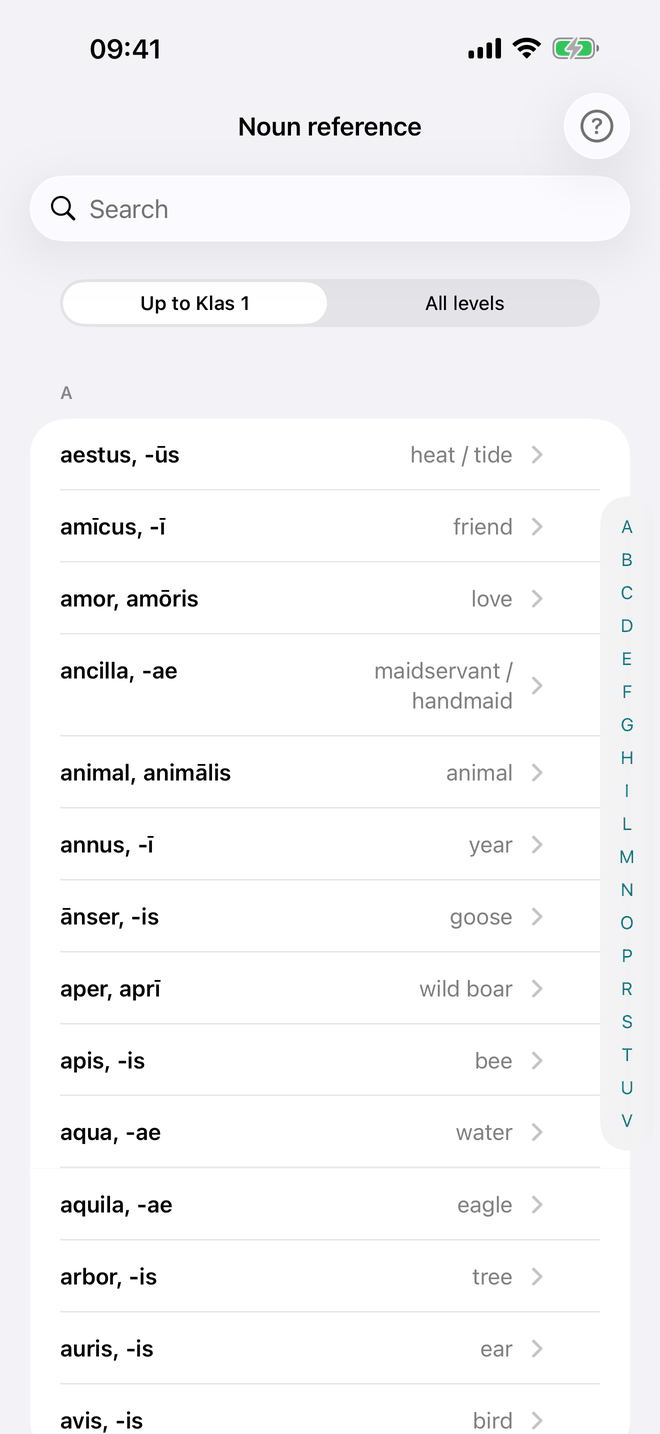 09:41
Noun reference
?
Search
Up to Klas 1
All levels
A
aestus, -ūs heat / tide
amīcus, -ī friend
amor, amōris love
ancilla, -ae maidservant /
handmaid
animal, animālis animal
annus, -ī year
ānser, -is goose
aper, aprī wild boar
apis, -is bee
aqua, -ae water
aquila, -ae eagle
arbor, -is tree
auris, -is ear
avis, -is bird
A
B
C
D
E
F
G
H
I
L
M
N
O
P
R
S
T
U
V